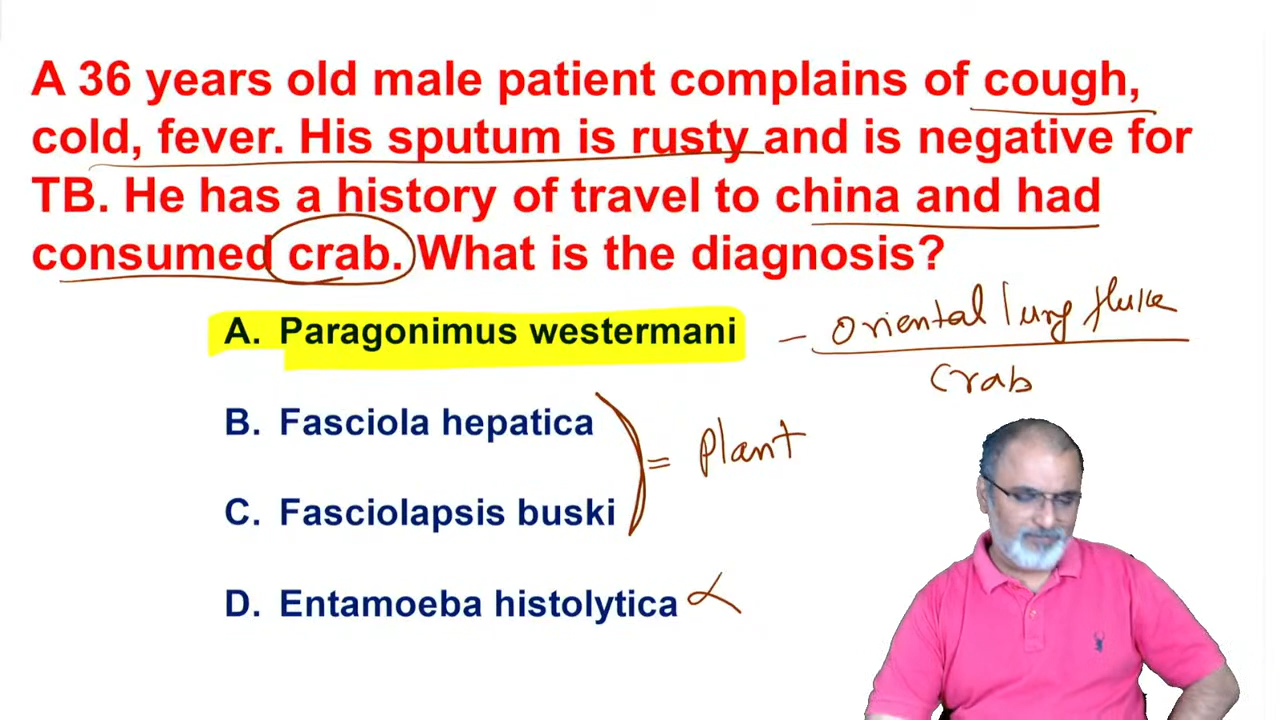 A 36 years old male patient complains of cough,
cold, fever. His sputum is rusty and is negative for
TB. He has a history of travel to china and had
consumed crab. What is the diagnosis?
A. Paragonimus westermani - oriental lung fluke
crab
B. Fasciola hepatica
= Plant
C. Fasciolapsis buski
D. Entamoeba histolytica